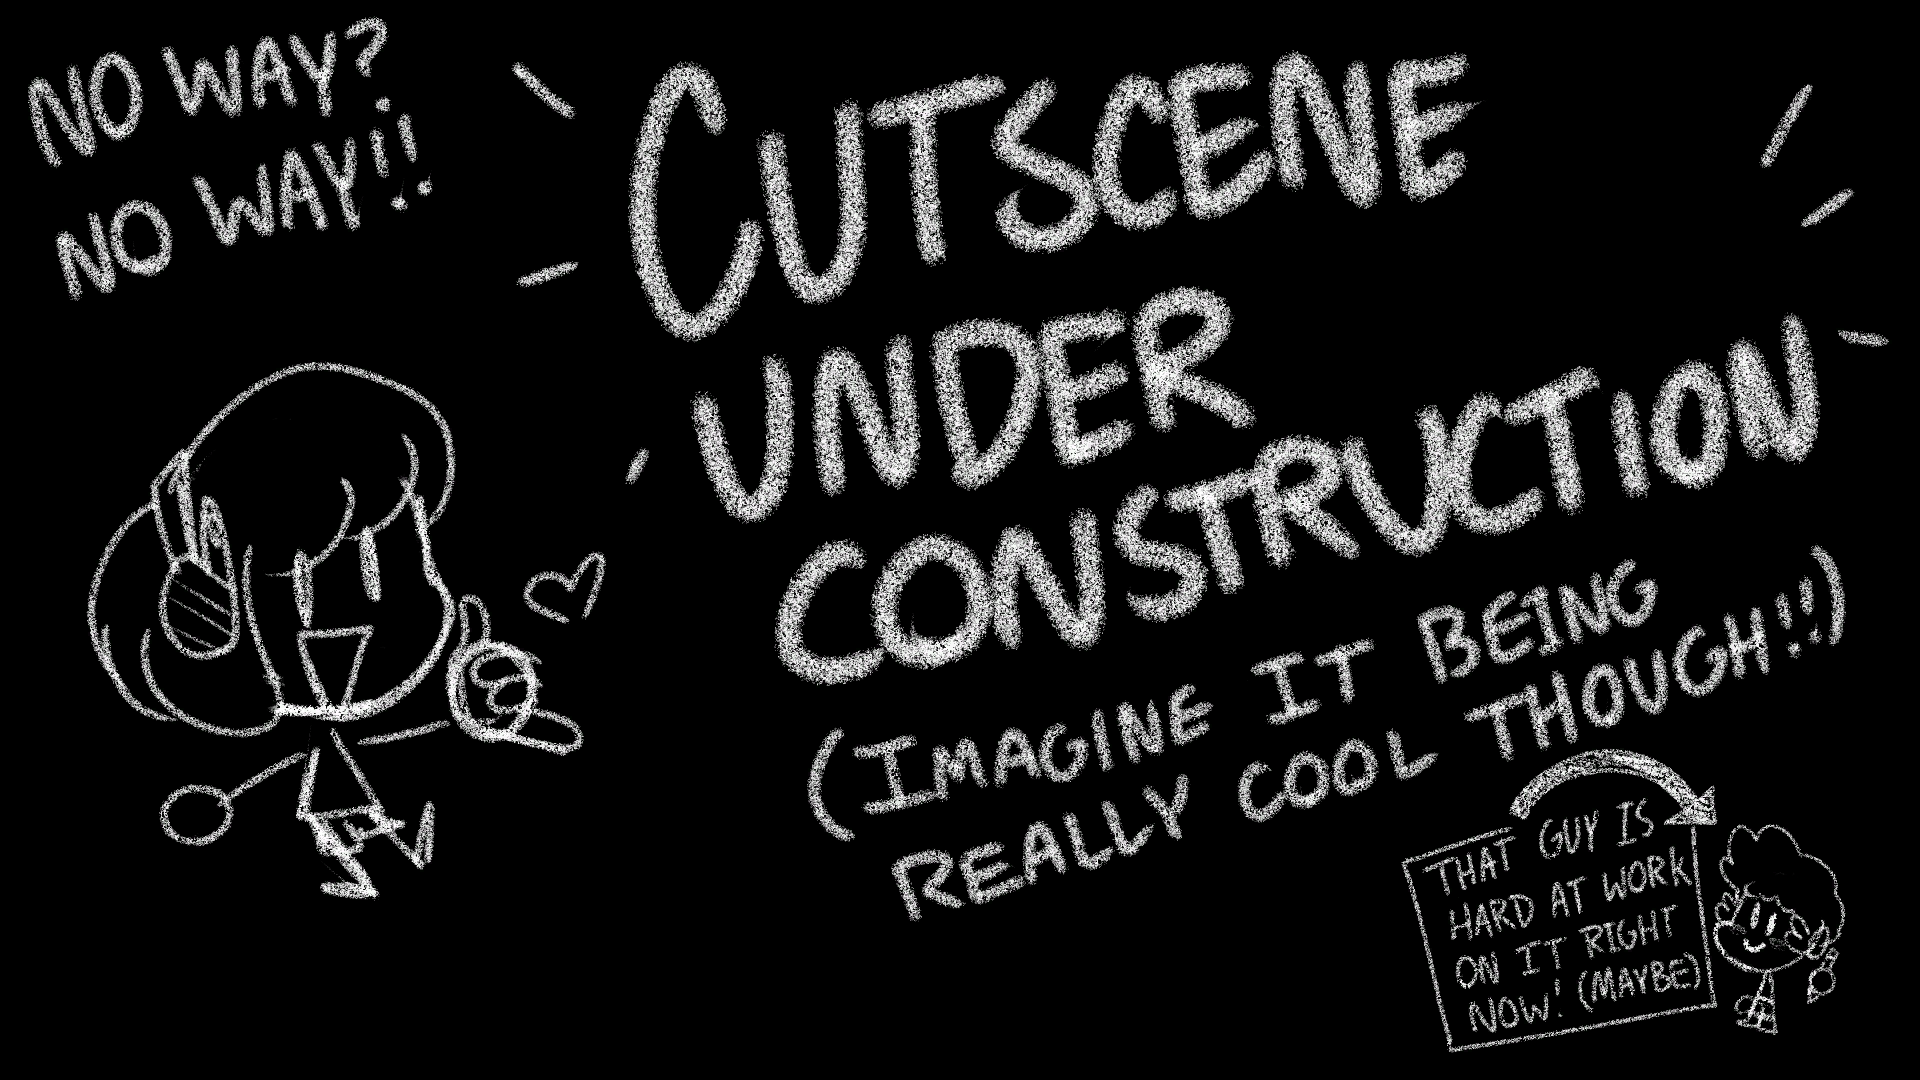 NO WAY?
NO WAY!!
CUTSCENE
UNDER
CONSTRUCTION
(IMAGINE IT BEING
REALLY COOL THOUGH!!)
THAT GUY IS
HARD AT WORK
ON IT RIGHT
NOW! (MAYBE)